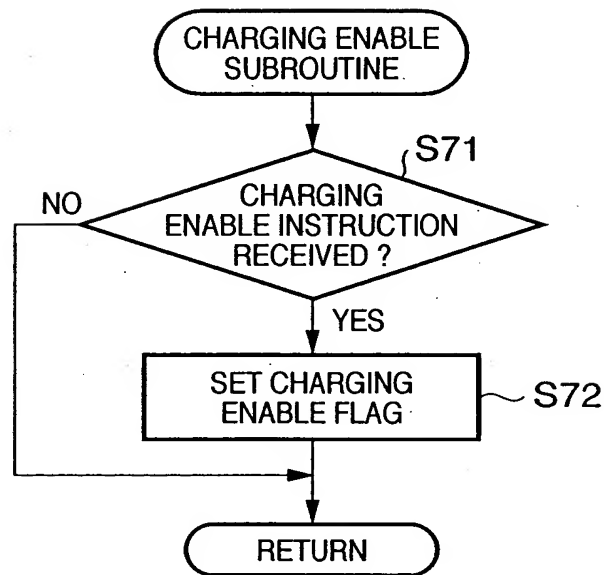 CHARGING ENABLE
SUBROUTINE
S71
CHARGING
ENABLE INSTRUCTION
RECEIVED ?
NO
YES
SET CHARGING
ENABLE FLAG
S72
RETURN